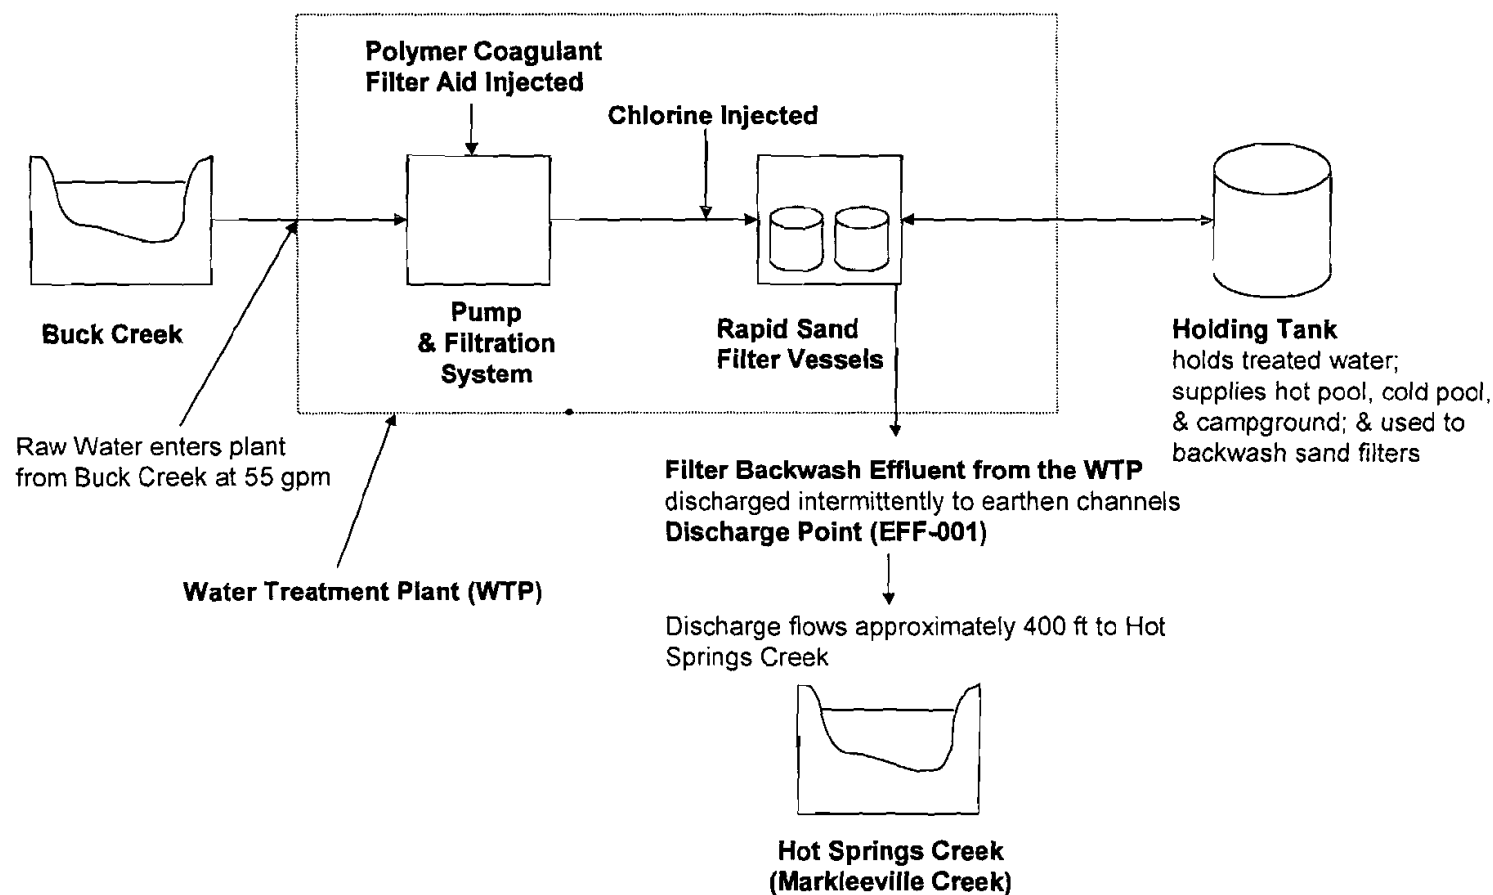 Polymer Coagulant
Filter Aid Injected
Chlorine Injected
Buck Creek
Pump
& Filtration
System
Rapid Sand
Filter Vessels
Holding Tank
holds treated water;
supplies hot pool, cold pool,
& campground; & used to
backwash sand filters
Raw Water enters plant
from Buck Creek at 55 gpm
Filter Backwash Effluent from the WTP
discharged intermittently to earthen channels
Discharge Point (EFF-001)
Water Treatment Plant (WTP)
Discharge flows approximately 400 ft to Hot
Springs Creek
Hot Springs Creek
(Markleeville Creek)